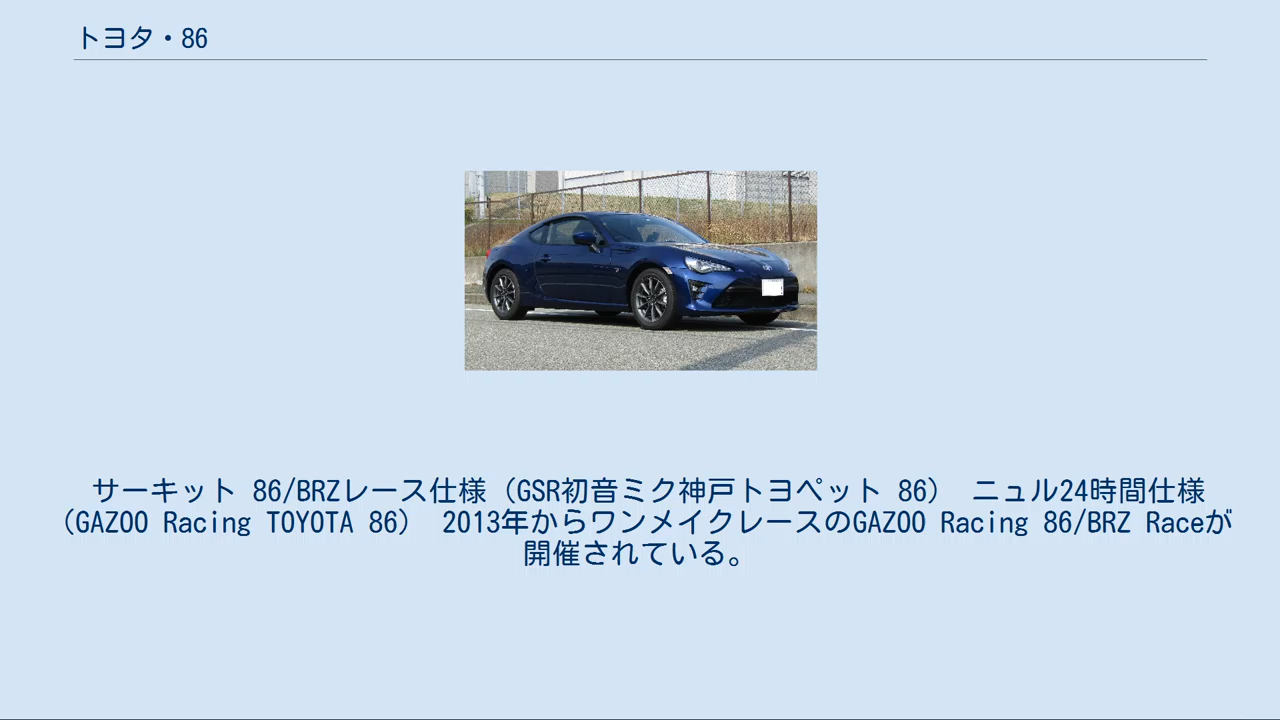 トヨタ・86
サーキット 86/BRZレース仕様（GSR初音ミク神戸トヨペット 86） ニュル24時間仕様
（GAZOO Racing TOYOTA 86） 2013年からワンメイクレースのGAZOO Racing 86/BRZ Raceが
開催されている。